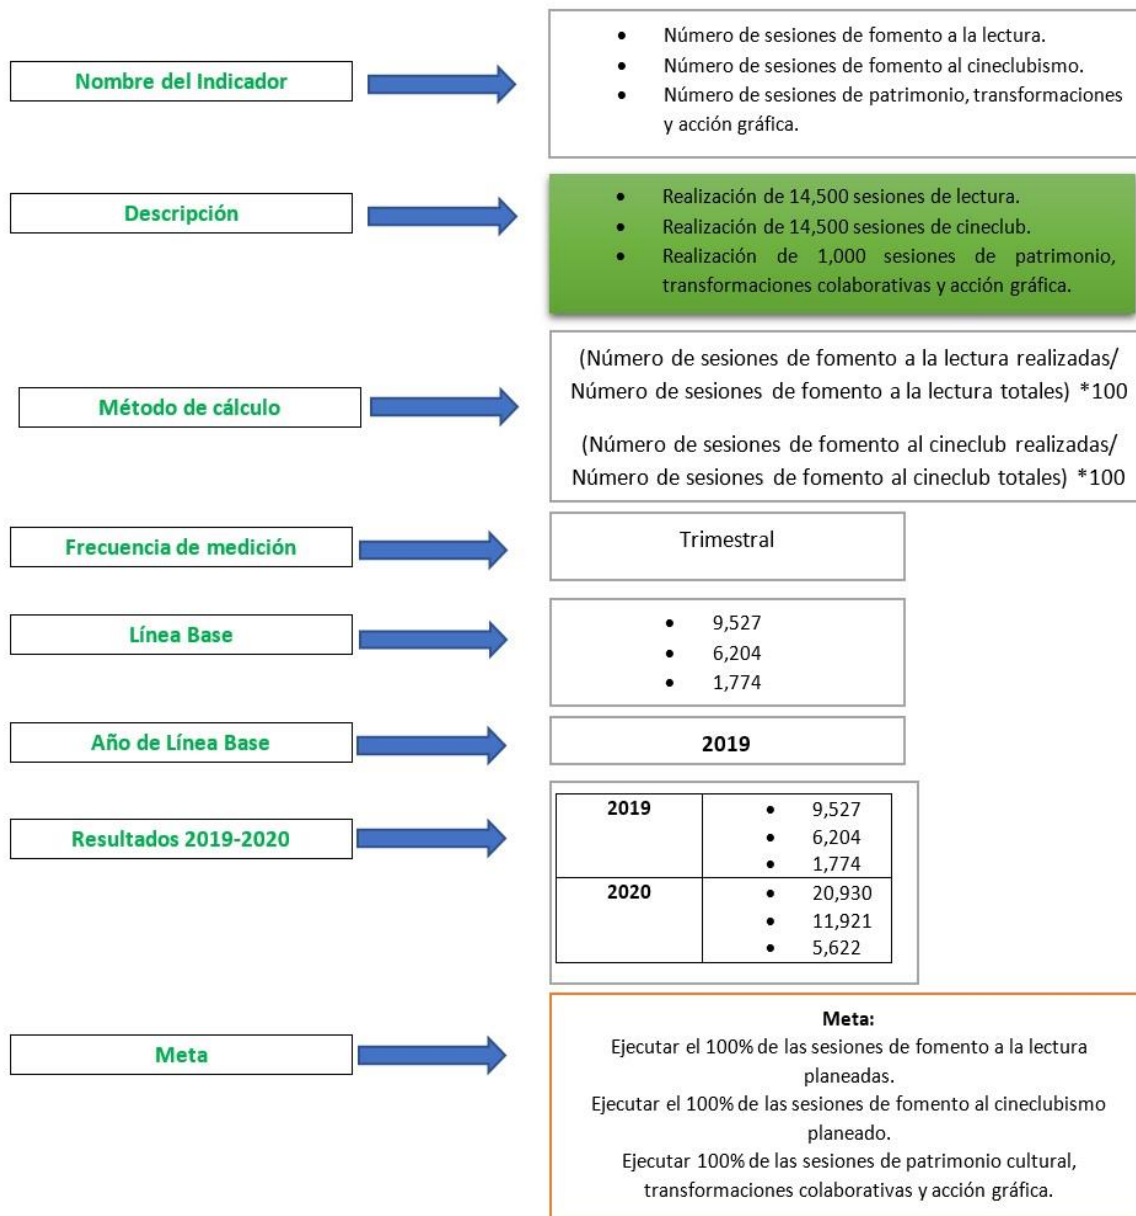 Nombre del Indicador
• Número de sesiones de fomento a la lectura.
• Número de sesiones de fomento al cineclubismo.
• Número de sesiones de patrimonio, transformaciones
y acción gráfica.
Descripción
• Realización de 14,500 sesiones de lectura.
• Realización de 14,500 sesiones de cineclub.
• Realización de 1,000 sesiones de patrimonio,
transformaciones colaborativas y acción gráfica.
Método de cálculo
(Número de sesiones de fomento a la lectura realizadas/
Número de sesiones de fomento a la lectura totales) *100
(Número de sesiones de fomento al cineclub realizadas/
Número de sesiones de fomento al cineclub totales) *100
Frecuencia de medición
Trimestral
Línea Base
• 9,527
• 6,204
• 1,774
Año de Línea Base
2019
Resultados 2019-2020
2019
• 9,527
• 6,204
• 1,774
2020
• 20,930
• 11,921
• 5,622
Meta
Meta:
Ejecutar el 100% de las sesiones de fomento a la lectura
planeadas.
Ejecutar el 100% de las sesiones de fomento al cineclubismo
planeado.
Ejecutar 100% de las sesiones de patrimonio cultural,
transformaciones colaborativas y acción gráfica.